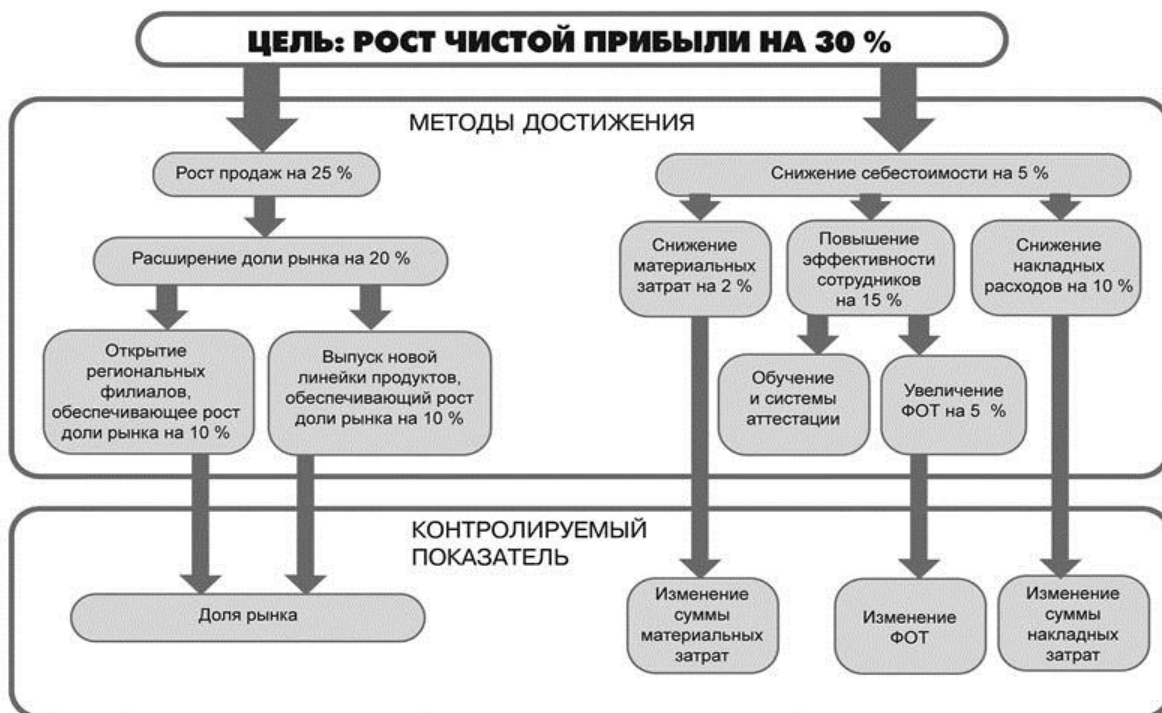 ЦЕЛЬ: РОСТ ЧИСТОЙ ПРИБЫЛИ НА 30 %
МЕТОДЫ ДОСТИЖЕНИЯ
Рост продаж на 25 %
Расширение доли рынка на 20 %
Открытие
региональных
филиалов,
обеспечивающее рост
доли рынка на 10 %
Выпуск новой
линейки продуктов,
обеспечивающий рост
доли рынка на 10 %
Снижение себестоимости на 5 %
Снижение
материальных
затрат на 2 %
Повышение
эффективности
сотрудников
на 15 %
Снижение
накладных
расходов на 10 %
Обучение
и системы
аттестации
Увеличение
ФОТ на 5 %
КОНТРОЛИРУЕМЫЙ
ПОКАЗАТЕЛЬ
Доля рынка
Изменение
суммы
материальных
затрат
Изменение
ФОТ
Изменение
суммы
накладных
затрат